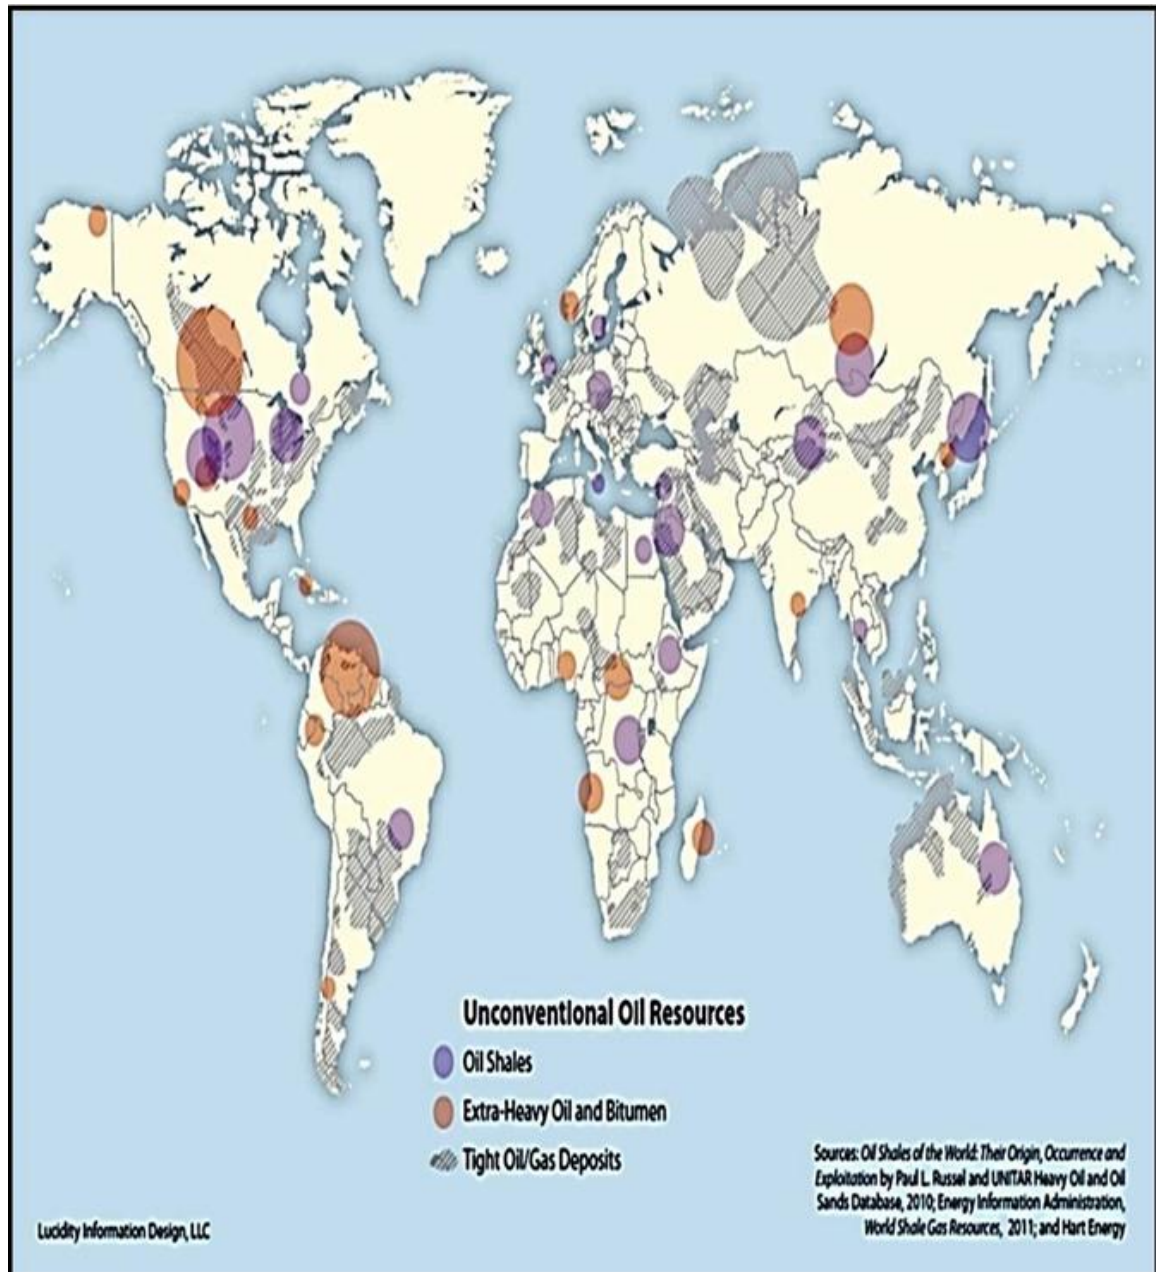 Unconventional Oil Resources
Oil Shales
Extra-Heavy Oil and Bitumen
Tight Oil/Gas Deposits
Sources: Oil Shales of the World: Their Origin, Occurrence and
Exploitation by Paul L. Russel and UNITAR Heavy Oil and Oil
Sands Database, 2010; Energy Information Administration,
World Shale Gas Resources, 2011; and Hart Energy
Lucidity Information Design, LLC